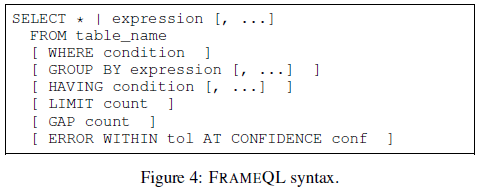 SELECT * | expression [, ...]
FROM table_name
[ WHERE condition ]
[ GROUP BY expression [, ...] ]
[ HAVING condition [, ...] ]
[ LIMIT count ]
[ GAP count ]
[ ERROR WITHIN tol AT CONFIDENCE conf ]
Figure 4: FRAMEQL syntax.